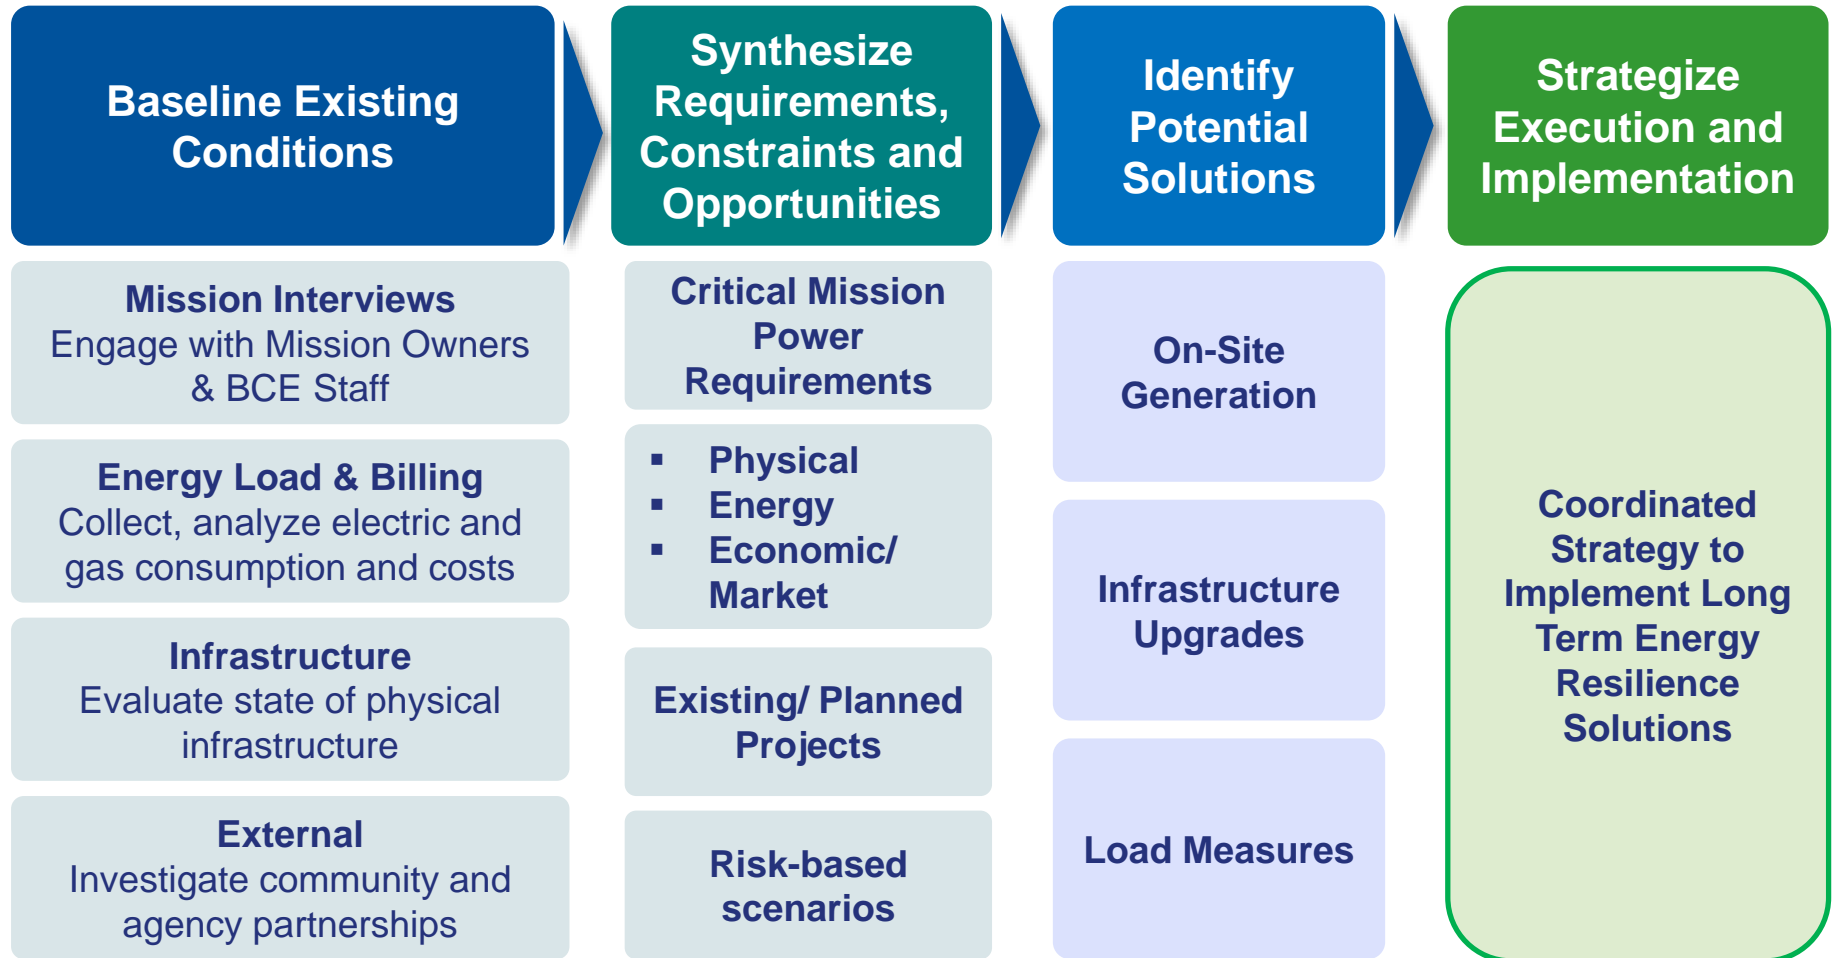 Baseline Existing
Conditions
Synthesize
Requirements,
Constraints and
Opportunities
Identify
Potential
Solutions
Strategize
Execution and
Implementation
Mission Interviews
Engage with Mission Owners
& BCE Staff
Energy Load & Billing
Collect, analyze electric and
gas consumption and costs
Infrastructure
Evaluate state of physical
infrastructure
External
Investigate community and
agency partnerships
Critical Mission
Power
Requirements
▪ Physical
▪ Energy
▪ Economic/
Market
Existing/ Planned
Projects
Risk-based
scenarios
On-Site
Generation
Infrastructure
Upgrades
Load Measures
Coordinated
Strategy to
Implement Long
Term Energy
Resilience
Solutions